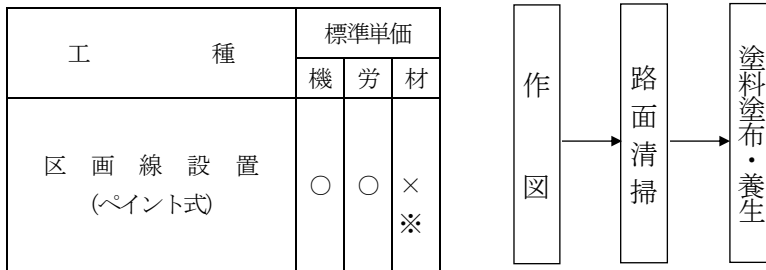 工 種
標準単価
機 労 材
区 画 線 設 置
(ペイント式)
○ ○ ×
※
作図
路面清掃
塗料塗布・養生